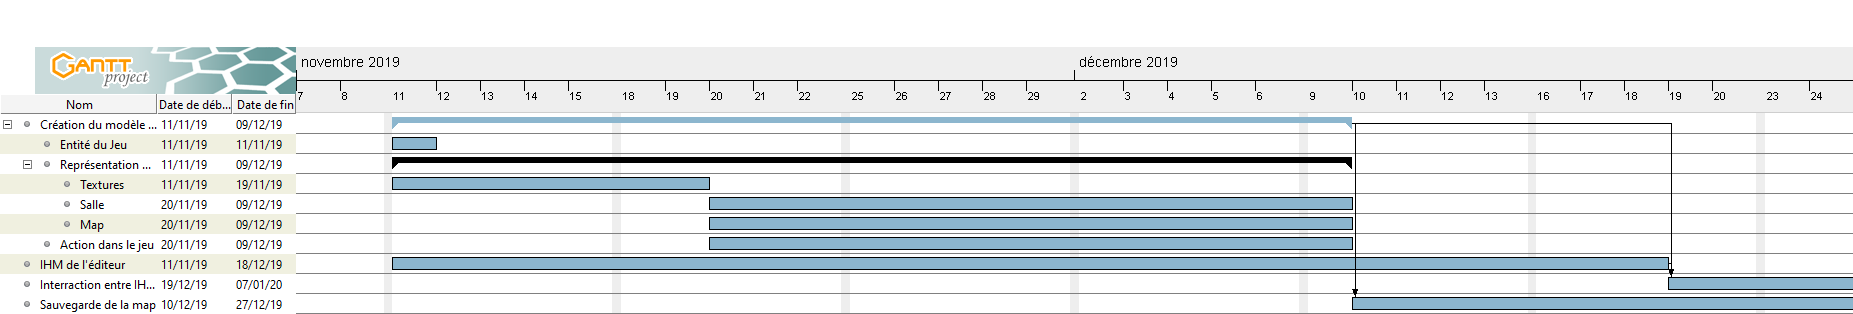 GANTT
project
novembre 2019
décembre 2019
7 8 11 12 13 14 15 18 19 20 21 22 25 26 27 28 29 2 3 4 5 6 9 10 11 12 13 16 17 18 19 20 23 24
Nom Date de déb... Date de fin
Création du modèle ... 11/11/19 09/12/19
Entité du Jeu 11/11/19 11/11/19
Représentation ... 11/11/19 09/12/19
Textures 11/11/19 19/11/19
Salle 20/11/19 09/12/19
Map 20/11/19 09/12/19
Action dans le jeu 20/11/19 09/12/19
IHM de l'éditeur 11/11/19 18/12/19
Interraction entre IH... 19/12/19 07/01/20
Sauvegarde de la map 10/12/19 27/12/19